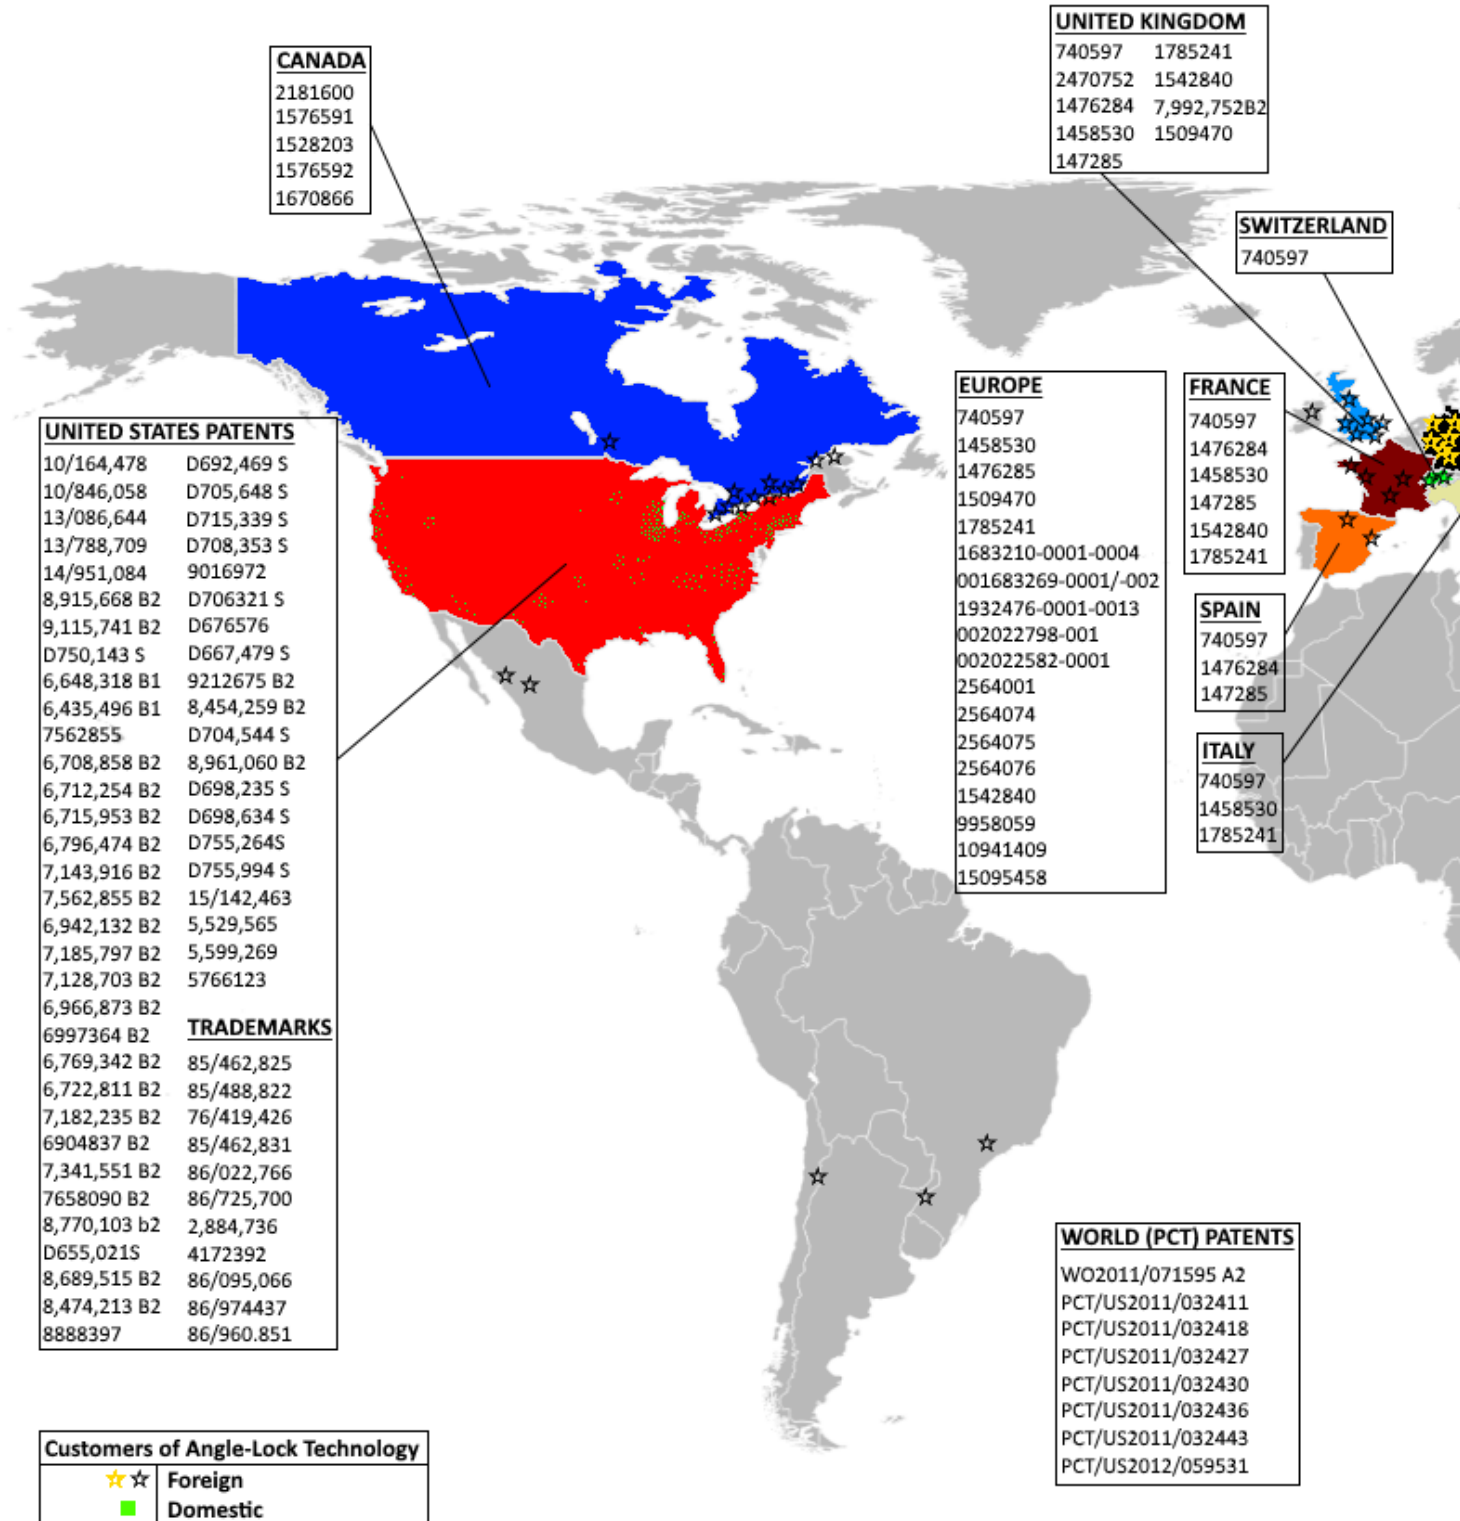 CANADA
2181600
1576591
1528203
1576592
1670866
UNITED KINGDOM
740597 1785241
2470752 1542840
1476284 7,992,752B2
1458530 1509470
147285
SWITZERLAND
740597
UNITED STATES PATENTS
10/164,478 D692,469 S
10/846,058 D705,648 S
13/086,644 D715,339 S
13/788,709 D708,353 S
14/951,084 9016972
8,915,668 B2 D706321 S
9,115,741 B2 D676576
D750,143 S D667,479 S
6,648,318 B1 9212675 B2
6,435,496 B1 8,454,259 B2
7562855 D704,544 S
6,708,858 B2 8,961,060 B2
6,712,254 B2 D698,235 S
6,715,953 B2 D698,634 S
6,796,474 B2 D755,264S
7,143,916 B2 D755,994 S
7,562,855 B2 15/142,463
6,942,132 B2 5,529,565
7,185,797 B2 5,599,269
7,128,703 B2 5766123
6,966,873 B2
6997364 B2
6,769,342 B2
6,722,811 B2
7,182,235 B2
6904837 B2
7,341,551 B2
7658090 B2
8,770,103 b2
D655,021S
8,689,515 B2
8,474,213 B2
8888397
TRADEMARKS
85/462,825
85/488,822
76/419,426
85/462,831
86/022,766
86/725,700
2,884,736
4172392
86/095,066
86/974437
86/960.851
EUROPE
740597
1458530
1476285
1509470
1785241
1683210-0001-0004
001683269-0001/-002
1932476-0001-0013
002022798-001
002022582-0001
2564001
2564074
2564075
2564076
1542840
9958059
10941409
15095458
FRANCE
740597
1476284
1458530
147285
1542840
1785241
SPAIN
740597
1476284
147285
ITALY
740597
1458530
1785241
WORLD (PCT) PATENTS
WO2011/071595 A2
PCT/US2011/032411
PCT/US2011/032418
PCT/US2011/032427
PCT/US2011/032430
PCT/US2011/032436
PCT/US2011/032443
PCT/US2012/059531
Customers of Angle-Lock Technology
Foreign
Domestic